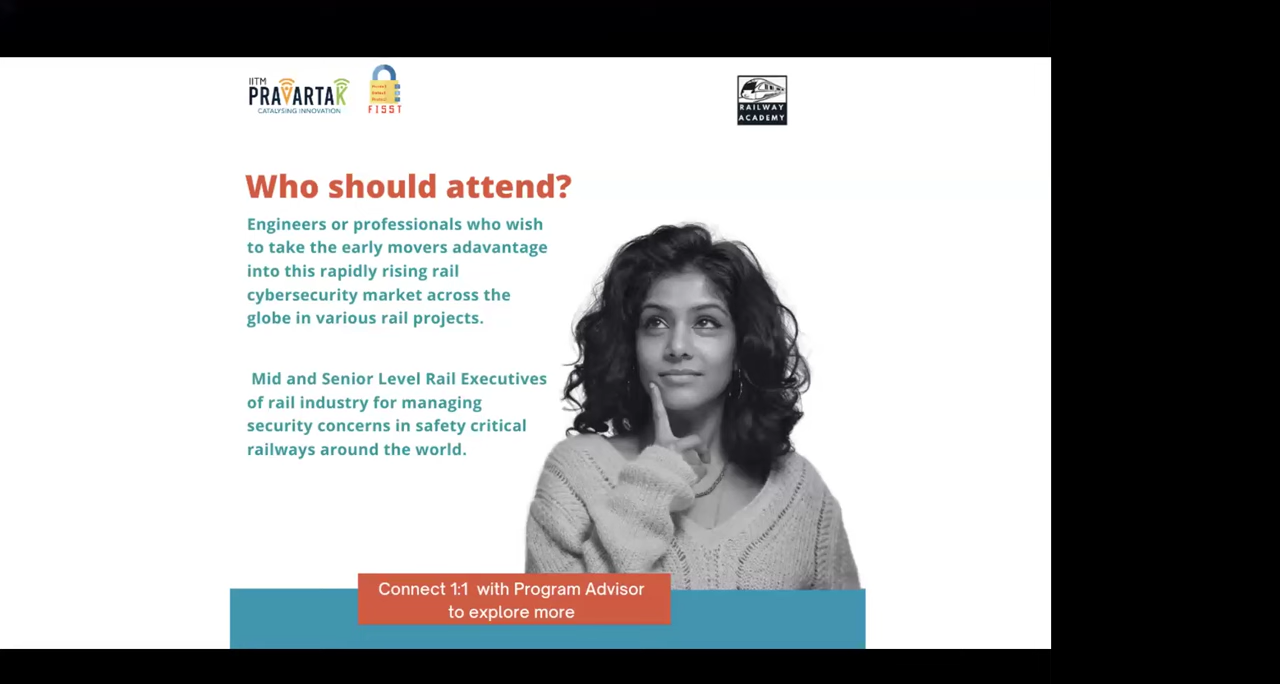 IITM
PRAVARTAK
CATALYSING INNOVATION
FISST
RAILWAY
ACADEMY
Who should attend?
Engineers or professionals who wish
to take the early movers adavantage
into this rapidly rising rail
cybersecurity market across the
globe in various rail projects.
Mid and Senior Level Rail Executives
of rail industry for managing
security concerns in safety critical
railways around the world.
Connect 1:1 with Program Advisor
to explore more